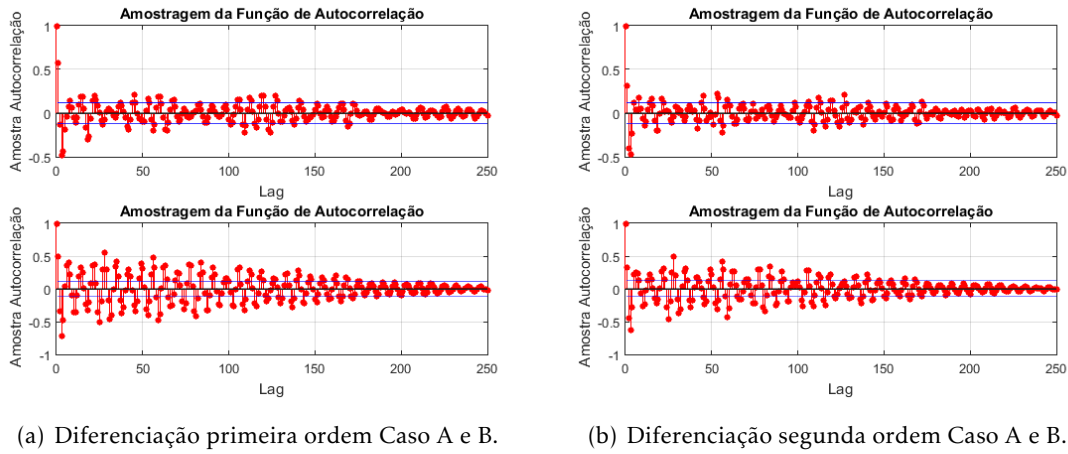 Amostragem da Função de Autocorrelação
Amostra Autocorrelação
1
0.5
0
-0.5
0 50 100 150 200 250
Lag
Amostragem da Função de Autocorrelação
Amostra Autocorrelação
1
0.5
0
-0.5
-1
0 50 100 150 200 250
Lag
(a) Diferenciação primeira ordem Caso A e B.
Amostragem da Função de Autocorrelação
Amostra Autocorrelação
1
0.5
0
-0.5
0 50 100 150 200 250
Lag
Amostragem da Função de Autocorrelação
Amostra Autocorrelação
1
0.5
0
-0.5
-1
0 50 100 150 200 250
Lag
(b) Diferenciação segunda ordem Caso A e B.